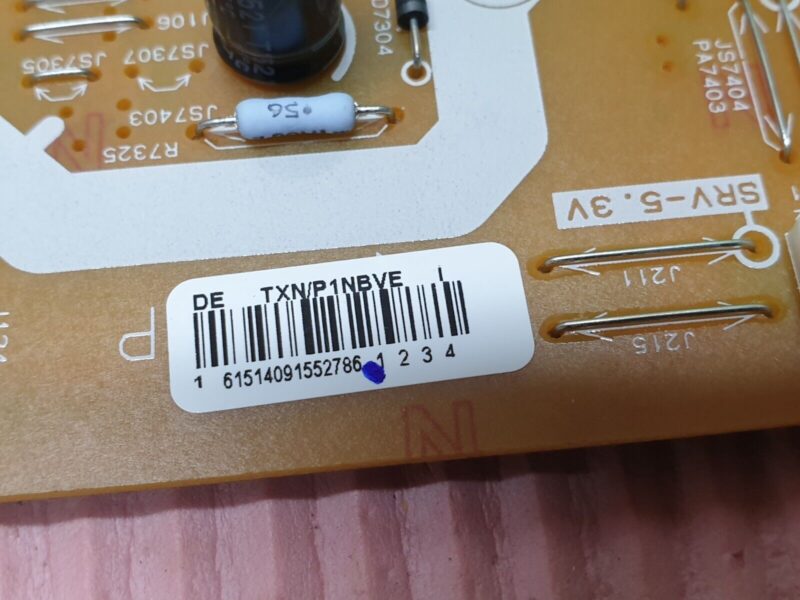 J106
JS7305
JS7307
D7304
JS7403
R7325
56
JS7404
PA7403
SRV-5.3V
J211
J215
DE TXN/P1NBVE I
1 61514091552786 1 2 3 4
P
N